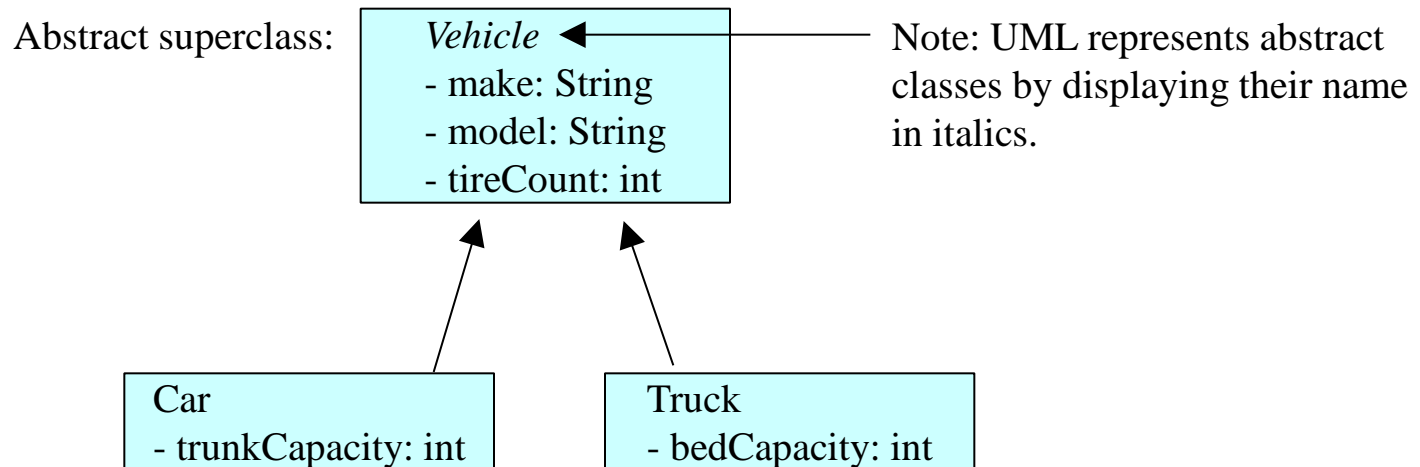 Abstract superclass:
Vehicle
- make: String
- model: String
- tireCount: int
Note: UML represents abstract
classes by displaying their name
in italics.
Car
- trunkCapacity: int
Truck
- bedCapacity: int